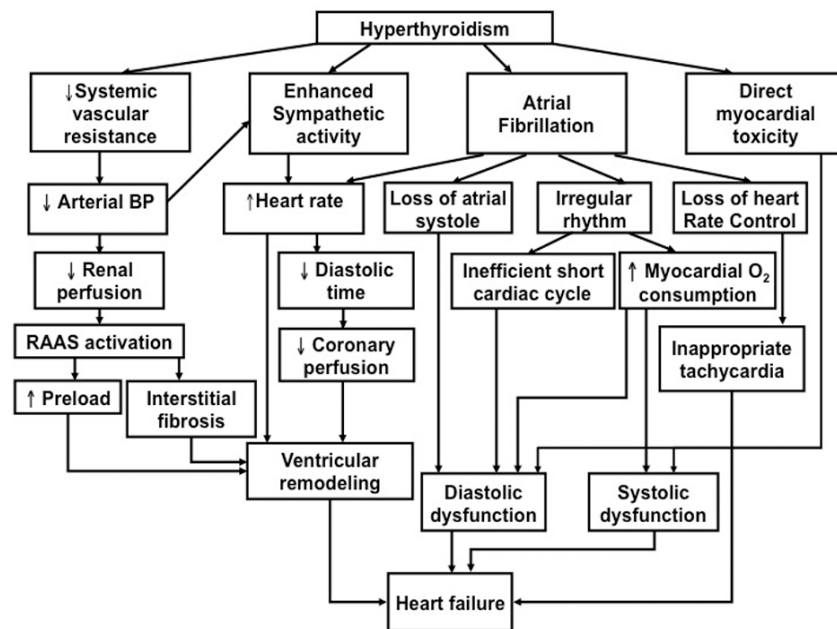 Hyperthyroidism
↓Systemic
vascular
resistance
Enhanced
Sympathetic
activity
Atrial
Fibrillation
Direct
myocardial
toxicity
↓ Arterial BP
↑Heart rate
Loss of atrial
systole
Irregular
rhythm
Loss of heart
Rate Control
↓ Renal
perfusion
↓ Diastolic
time
Inefficient short
cardiac cycle
↑ Myocardial O₂
consumption
RAAS activation
↓ Coronary
perfusion
Inappropriate
tachycardia
↑ Preload
Interstitial
fibrosis
Ventricular
remodeling
Diastolic
dysfunction
Systolic
dysfunction
Heart failure